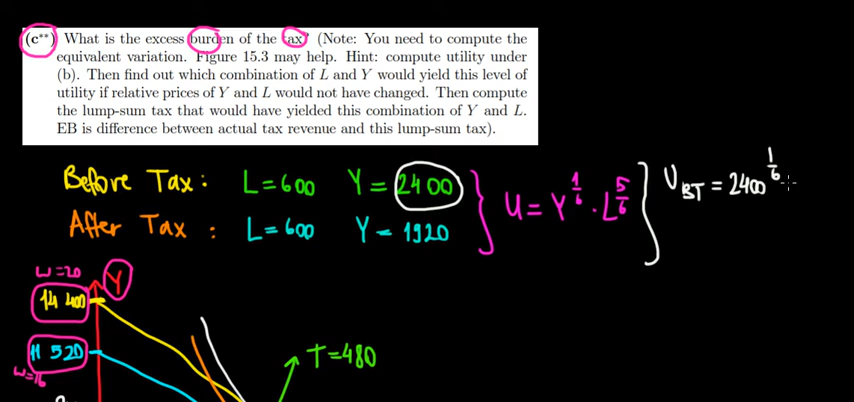 (c**) What is the excess burden of the tax? (Note: You need to compute the
equivalent variation. Figure 15.3 may help. Hint: compute utility under
(b). Then find out which combination of L and Y would yield this level of
utility if relative prices of Y and L would not have changed. Then compute
the lump-sum tax that would have yielded this combination of Y and L.
EB is difference between actual tax revenue and this lump-sum tax).
Before Tax: L=600 Y=2400 } U=Y^{1/6}·L^{5/6} } U_{BT}=2400^{1/6}
After Tax: L=600 Y=1920
W=20 Y
14 400
11 520
W=16
T=480